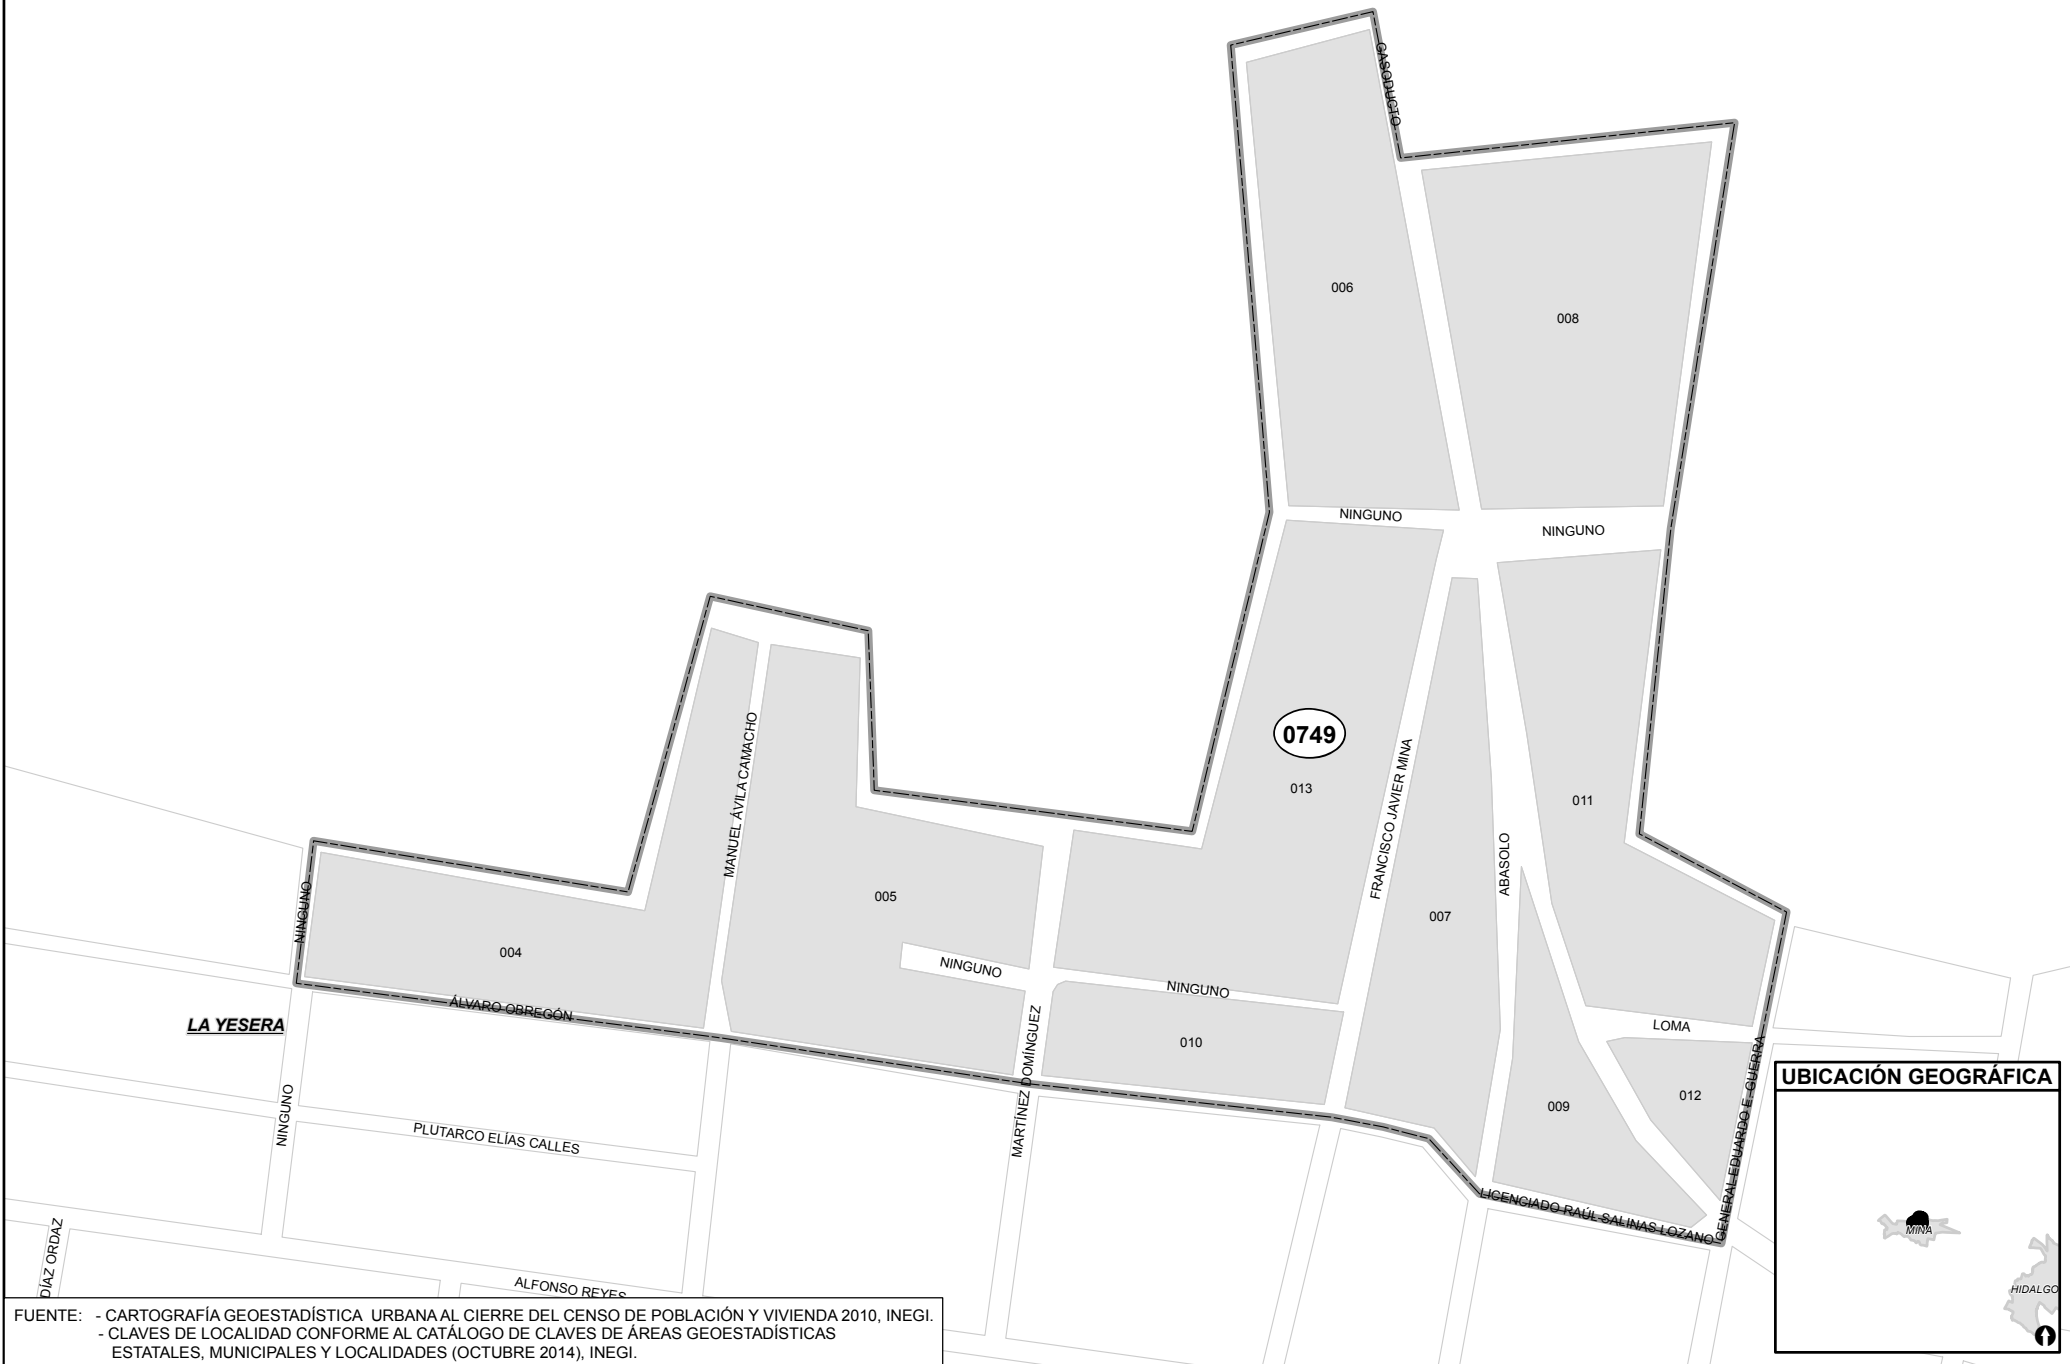 GASODUCTO
006
008
NINGUNO
NINGUNO
0749
013
MANUEL ÁVILA CAMACHO
FRANCISCO JAVIER MINA
011
ABASOLO
NINGUNO
005
007
004
NINGUNO
NINGUNO
ÁLVARO OBREGÓN
LA YESERA
LOMA
010
MARTÍNEZ DOMÍNGUEZ
GENERAL EDUARDO E. GUERRA
012
009
NINGUNO
PLUTARCO ELÍAS CALLES
LICENCIADO RAÚL SALINAS LOZANO
DÍAZ ORDAZ
ALFONSO REYES
UBICACIÓN GEOGRÁFICA
MINA
HIDALGO
FUENTE: - CARTOGRAFÍA GEOESTADÍSTICA URBANA AL CIERRE DEL CENSO DE POBLACIÓN Y VIVIENDA 2010, INEGI.
- CLAVES DE LOCALIDAD CONFORME AL CATÁLOGO DE CLAVES DE ÁREAS GEOESTADÍSTICAS
ESTATALES, MUNICIPALES Y LOCALIDADES (OCTUBRE 2014), INEGI.